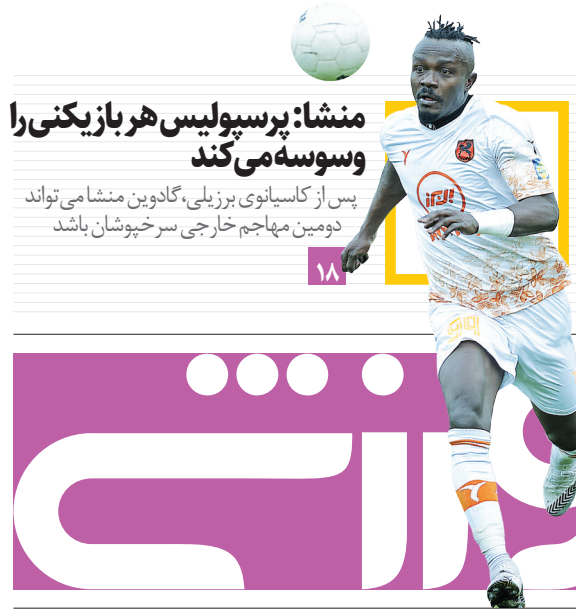 منشا: پرسپولیس هر بازیکنی را
وسوسه می‌کند
پس از کاسیانوی برزیلی، گادوین منشا می‌تواند
دومین مهاجم خارجی سرخپوشان باشد
۱۸